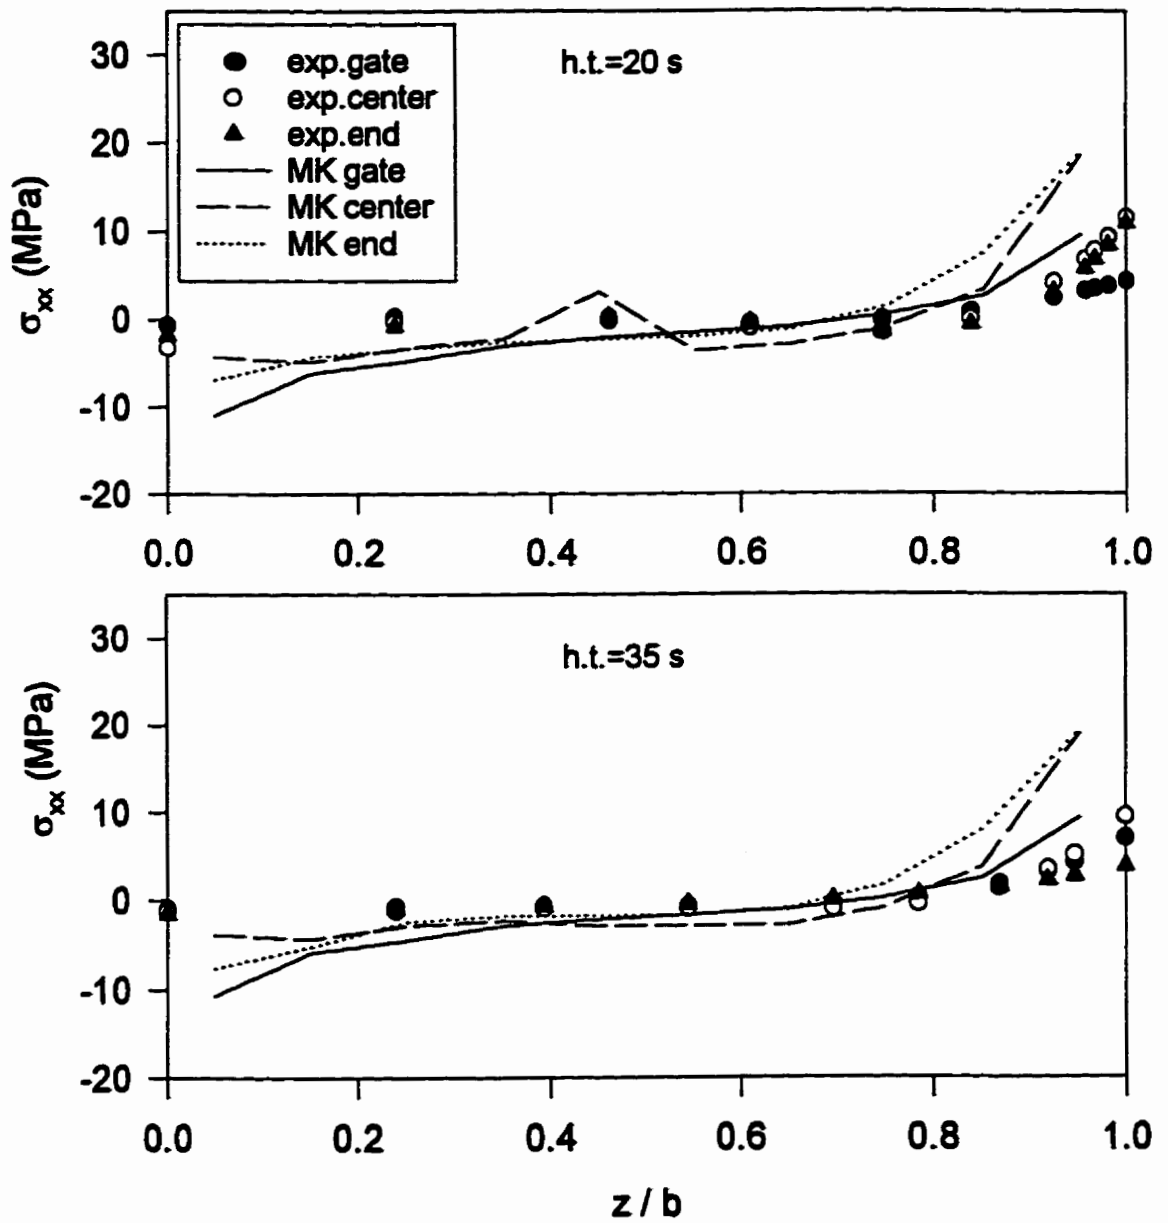 h.t.=20 s
exp.gate
exp.center
exp.end
MK gate
MK center
MK end
σxx (MPa)
30
20
10
0
-10
-20
0.0 0.2 0.4 0.6 0.8 1.0
h.t.=35 s
σxx (MPa)
30
20
10
0
-10
-20
0.0 0.2 0.4 0.6 0.8 1.0
z / b